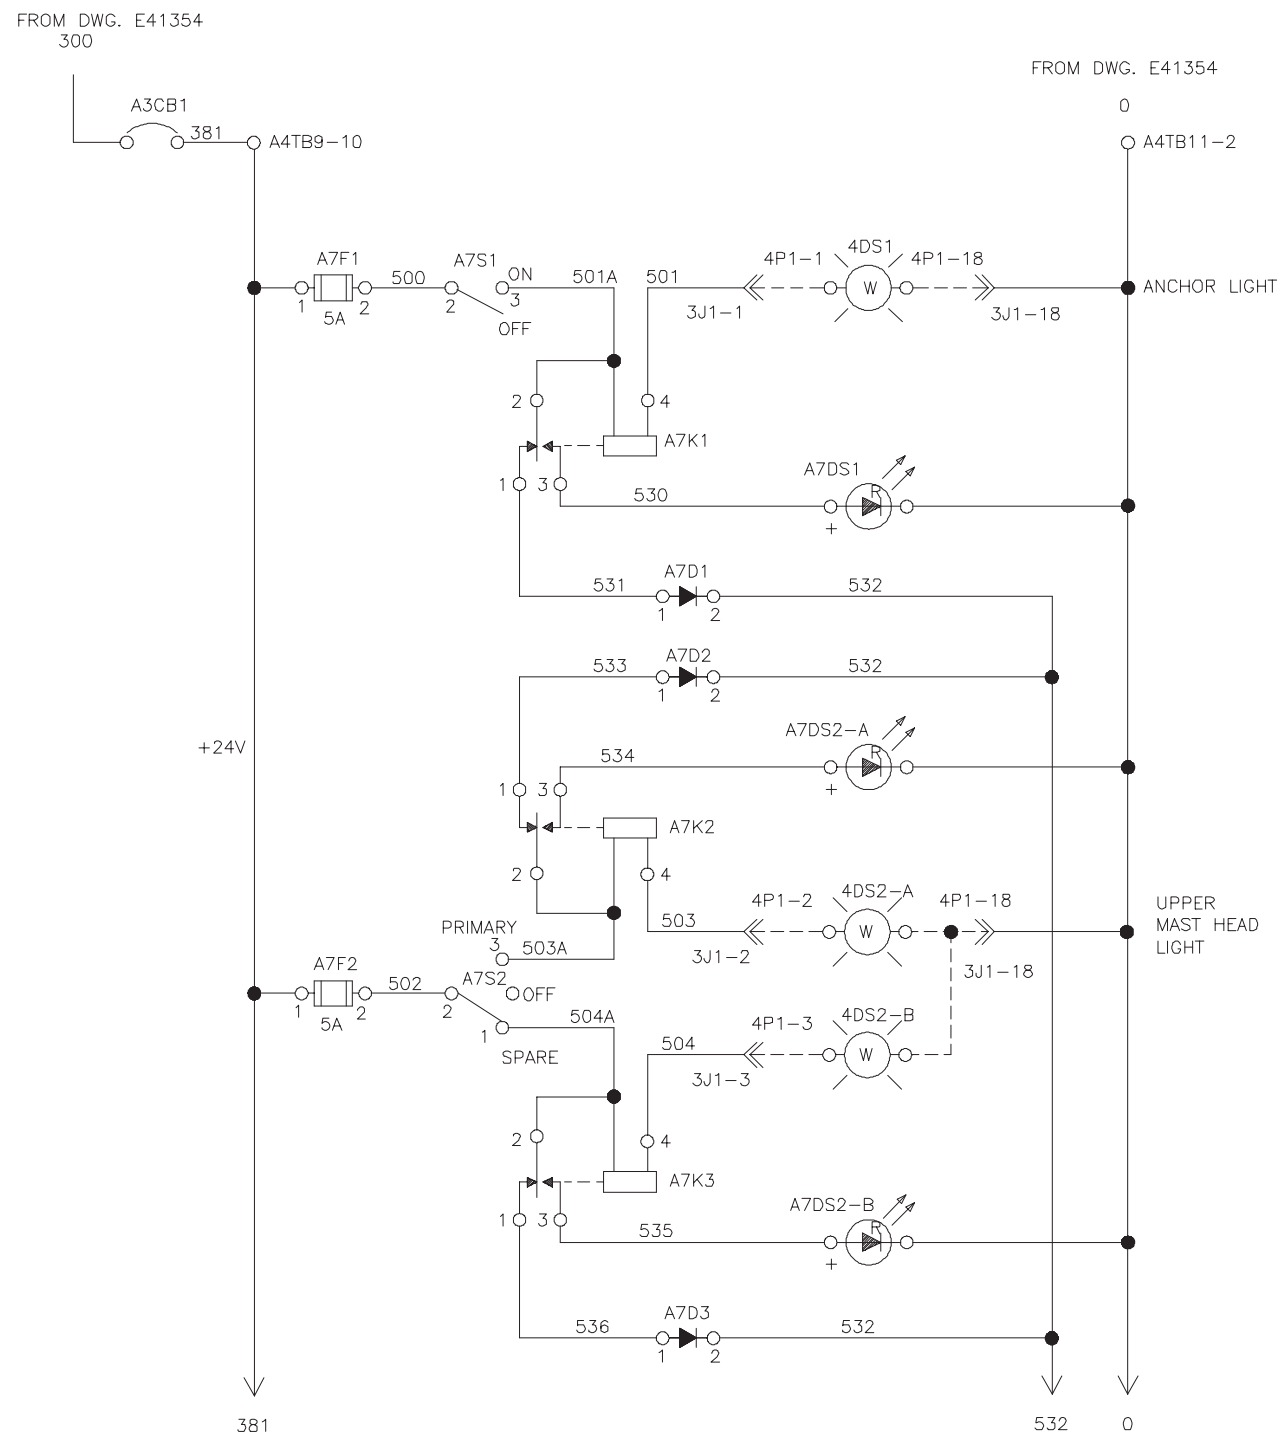 FROM DWG. E41354
300
FROM DWG. E41354
0
A3CB1
381
A4TB9-10
A4TB11-2
A7F1
1
5A
2
500
A7S1
2
ON
3
OFF
501A
501
4P1-1
3J1-1
4DS1
W
4P1-18
3J1-18
ANCHOR LIGHT
2
4
A7K1
1
3
530
A7DS1
R
+
531
A7D1
1
2
532
533
A7D2
1
2
532
+24V
534
A7DS2-A
R
+
1
3
A7K2
2
4
503
4P1-2
3J1-2
4DS2-A
W
4P1-18
3J1-18
UPPER
MAST HEAD
LIGHT
PRIMARY
3
503A
A7F2
1
5A
2
502
A7S2
2
OFF
1
504A
SPARE
504
4P1-3
3J1-3
4DS2-B
W
2
4
A7K3
1
3
535
A7DS2-B
R
+
536
A7D3
1
2
532
381
532
0